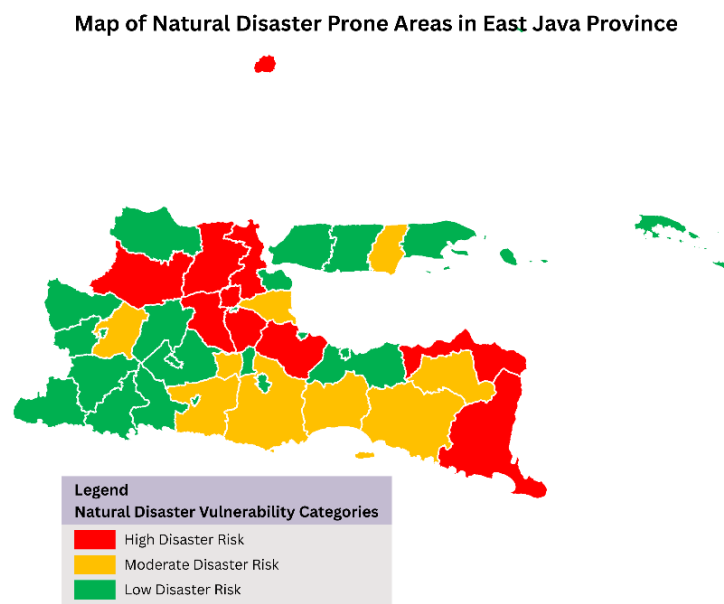 Map of Natural Disaster Prone Areas in East Java Province
Legend
Natural Disaster Vulnerability Categories
High Disaster Risk
Moderate Disaster Risk
Low Disaster Risk